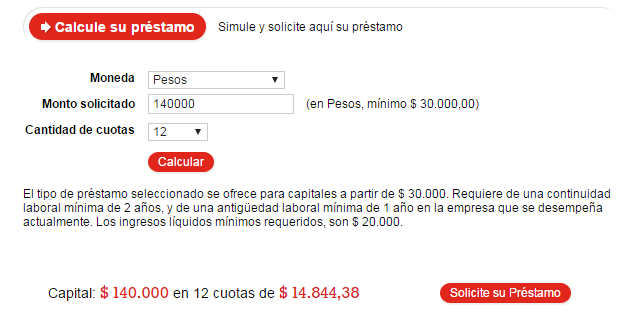 Calcule su préstamo Simule y solicite aquí su préstamo
Moneda Pesos
Monto solicitado 140000 (en Pesos, mínimo $ 30.000,00)
Cantidad de cuotas 12
Calcular
El tipo de préstamo seleccionado se ofrece para capitales a partir de $ 30.000. Requiere de una continuidad
laboral mínima de 2 años, y de una antigüedad laboral mínima de 1 año en la empresa que se desempeña
actualmente. Los ingresos líquidos mínimos requeridos, son $ 20.000.
Capital: $ 140.000 en 12 cuotas de $ 14.844,38 Solicite su Préstamo